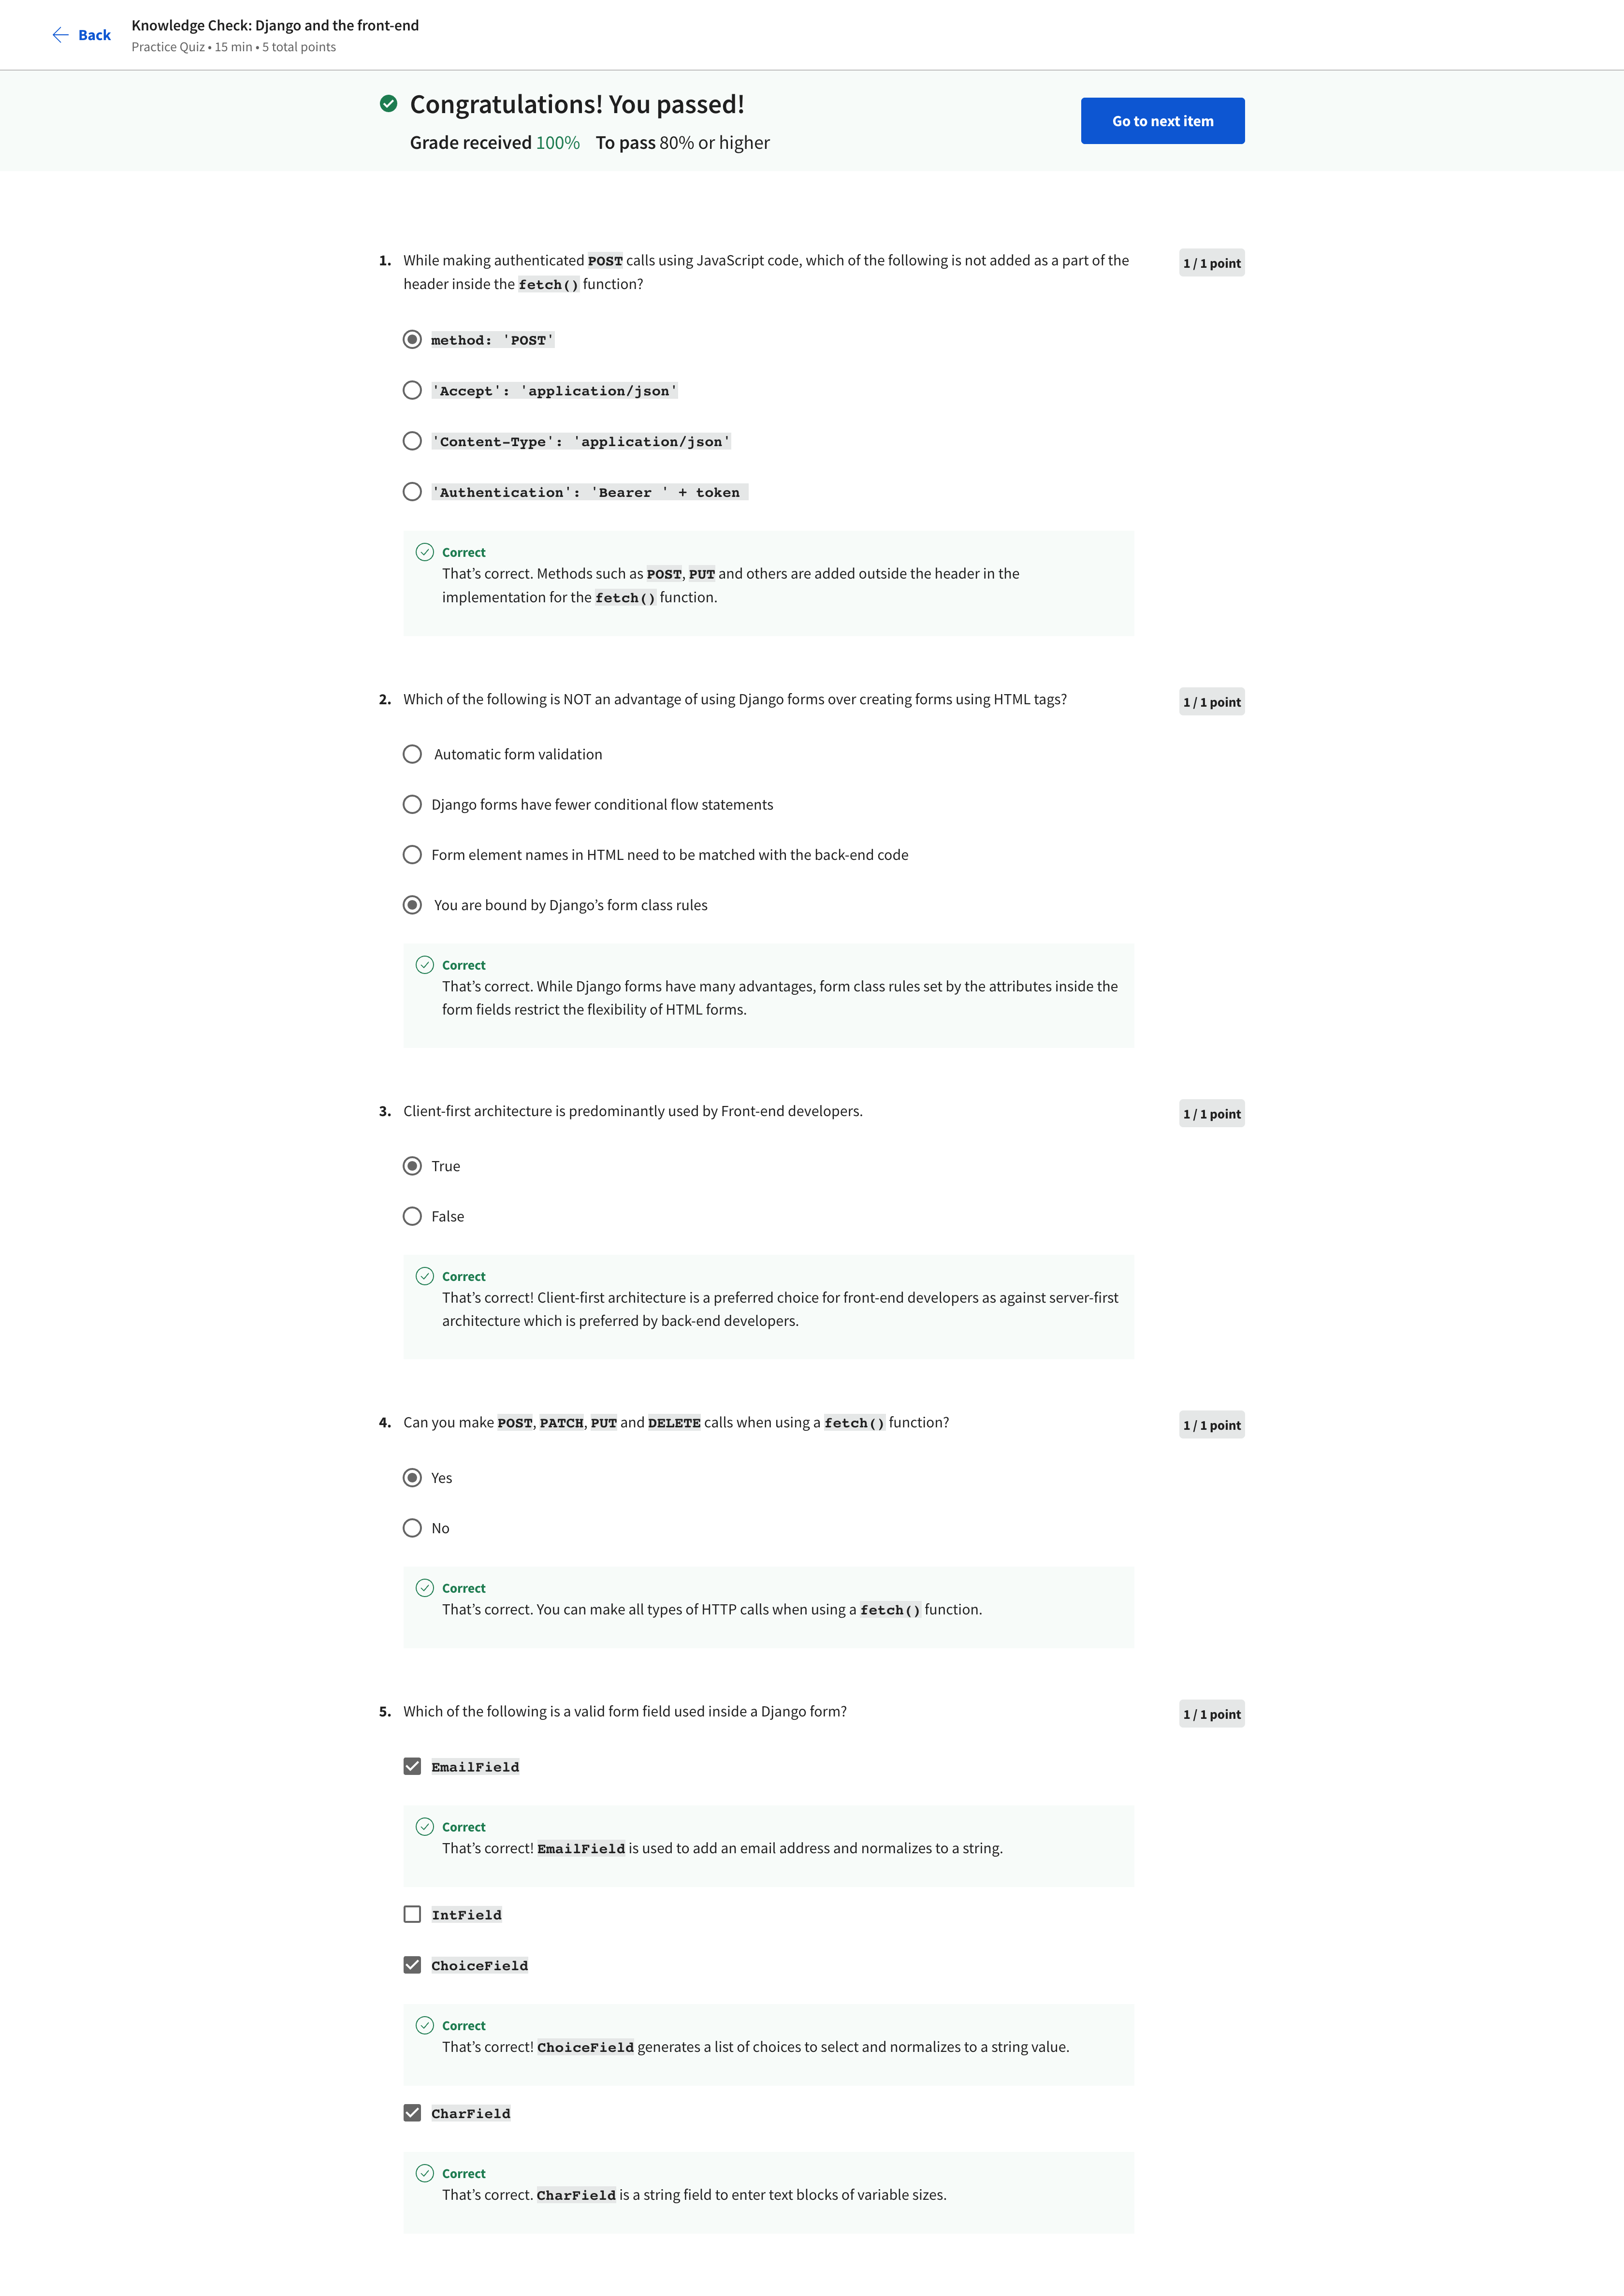 Back
Knowledge Check: Django and the front-end
Practice Quiz • 15 min • 5 total points
Congratulations! You passed!
Grade received 100% To pass 80% or higher
Go to next item
1. While making authenticated POST calls using JavaScript code, which of the following is not added as a part of the
header inside the fetch() function?
1 / 1 point
method: 'POST'
'Accept': 'application/json'
'Content-Type': 'application/json'
'Authentication': 'Bearer ' + token
Correct
That’s correct. Methods such as POST, PUT and others are added outside the header in the
implementation for the fetch() function.
2. Which of the following is NOT an advantage of using Django forms over creating forms using HTML tags?
1 / 1 point
Automatic form validation
Django forms have fewer conditional flow statements
Form element names in HTML need to be matched with the back-end code
You are bound by Django’s form class rules
Correct
That’s correct. While Django forms have many advantages, form class rules set by the attributes inside the
form fields restrict the flexibility of HTML forms.
3. Client-first architecture is predominantly used by Front-end developers.
1 / 1 point
True
False
Correct
That’s correct! Client-first architecture is a preferred choice for front-end developers as against server-first
architecture which is preferred by back-end developers.
4. Can you make POST, PATCH, PUT and DELETE calls when using a fetch() function?
1 / 1 point
Yes
No
Correct
That’s correct. You can make all types of HTTP calls when using a fetch() function.
5. Which of the following is a valid form field used inside a Django form?
1 / 1 point
EmailField
Correct
That’s correct! EmailField is used to add an email address and normalizes to a string.
IntField
ChoiceField
Correct
That’s correct! ChoiceField generates a list of choices to select and normalizes to a string value.
CharField
Correct
That’s correct. CharField is a string field to enter text blocks of variable sizes.